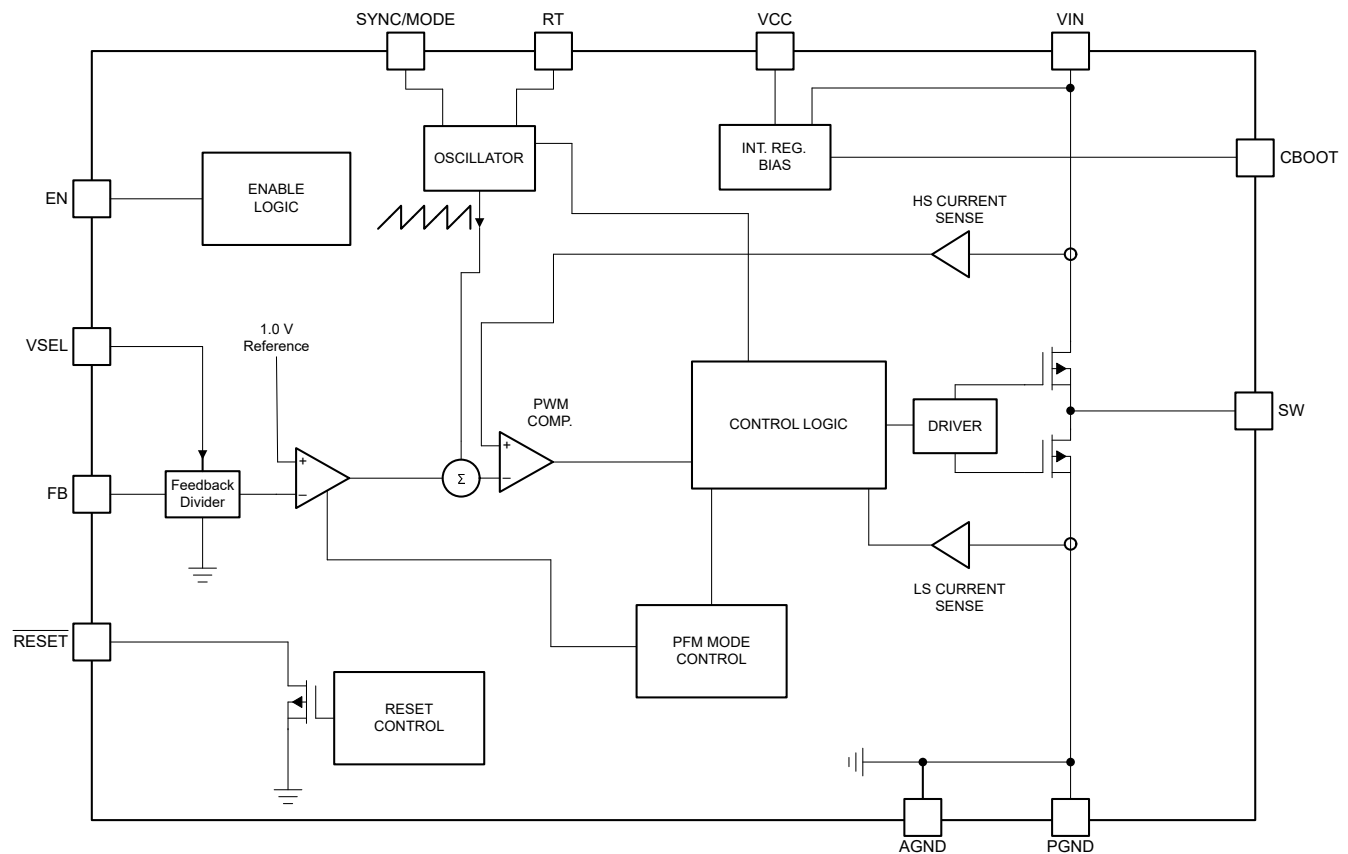 SYNC/MODE
RT
VCC
VIN
OSCILLATOR
INT. REG.
BIAS
CBOOT
EN
ENABLE
LOGIC
HS CURRENT
SENSE
VSEL
1.0 V
Reference
PWM
COMP.
CONTROL LOGIC
DRIVER
SW
+
−
+
−
Σ
FB
Feedback
Divider
LS CURRENT
SENSE
RESET
PFM MODE
CONTROL
RESET
CONTROL
AGND
PGND